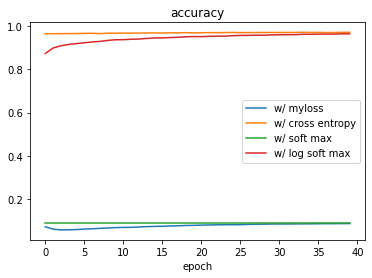 accuracy
1.0
0.8
0.6
0.4
0.2
w/ myloss
w/ cross entropy
w/ soft max
w/ log soft max
0 5 10 15 20 25 30 35 40
epoch